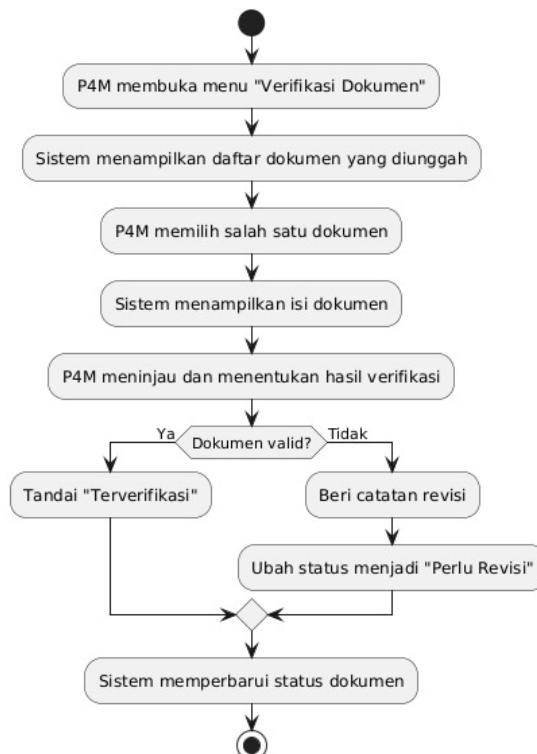 P4M membuka menu "Verifikasi Dokumen"
Sistem menampilkan daftar dokumen yang diunggah
P4M memilih salah satu dokumen
Sistem menampilkan isi dokumen
P4M meninjau dan menentukan hasil verifikasi
Ya
Dokumen valid?
Tidak
Tandai "Terverifikasi"
Beri catatan revisi
Ubah status menjadi "Perlu Revisi"
Sistem memperbarui status dokumen